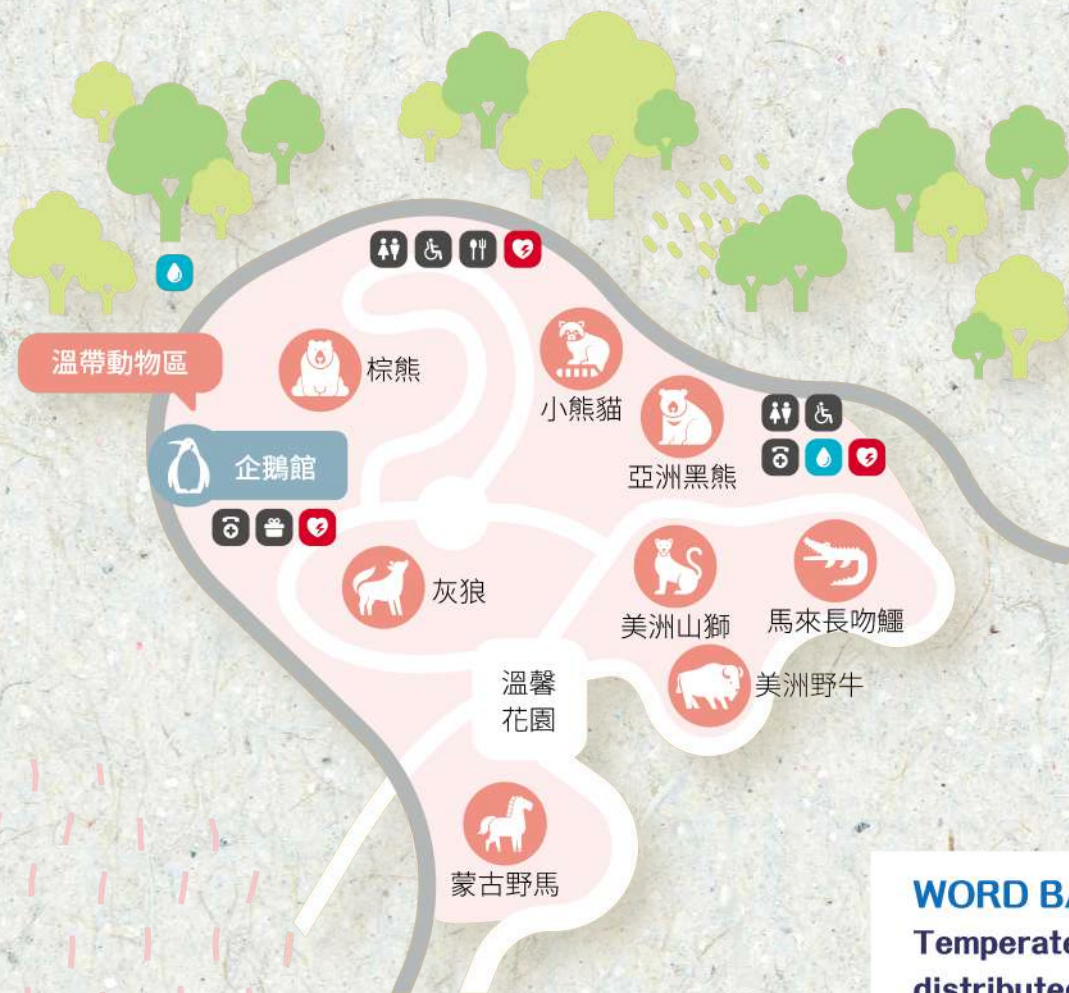 溫帶動物區
棕熊
小熊貓
亞洲黑熊
企鵝館
灰狼
美洲山獅
馬來長吻鱷
美洲野牛
溫馨
花園
蒙古野馬
WORD BA
Temperate
distributed